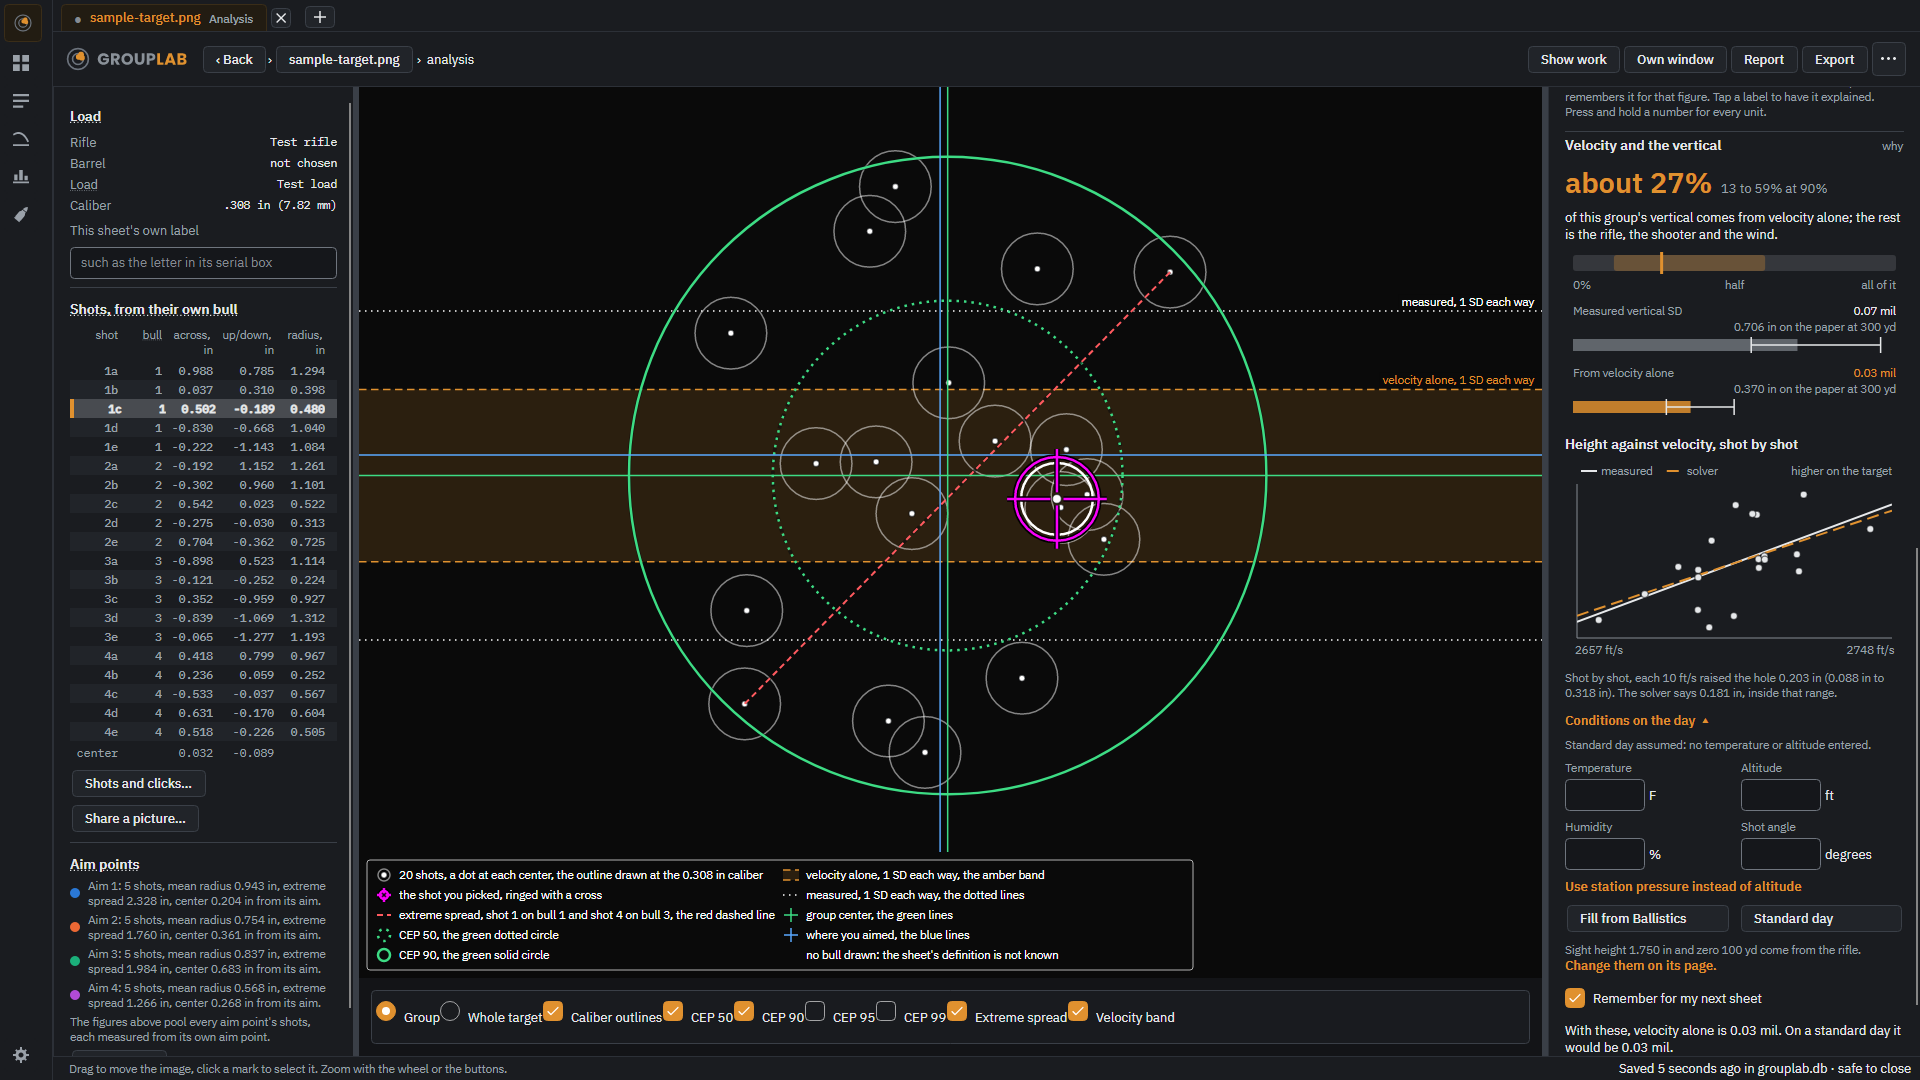 sample-target.png Analysis
GROUPLAB
‹ Back › sample-target.png › analysis
Show work
Own window
Report
Export
Load
Rifle Test rifle
Barrel not chosen
Load Test load
Caliber .308 in (7.82 mm)
This sheet's own label
such as the letter in its serial box
Shots, from their own bull
shot bull across, in up/down, in radius, in
1a 1 0.988 0.785 1.294
1b 1 0.037 0.310 0.398
1c 1 0.502 -0.189 0.480
1d 1 -0.830 -0.668 1.040
1e 1 -0.222 -1.143 1.084
2a 2 -0.192 1.152 1.261
2b 2 -0.302 0.960 1.101
2c 2 0.542 0.023 0.522
2d 2 -0.275 -0.030 0.313
2e 2 0.704 -0.362 0.725
3a 3 -0.898 0.523 1.114
3b 3 -0.121 -0.252 0.224
3c 3 0.352 -0.959 0.927
3d 3 -0.839 -1.069 1.312
3e 3 -0.065 -1.277 1.193
4a 4 0.418 0.799 0.967
4b 4 0.236 0.059 0.252
4c 4 -0.533 -0.037 0.567
4d 4 0.631 -0.170 0.604
4e 4 0.518 -0.226 0.505
center 0.032 -0.089
Shots and clicks...
Share a picture...
Aim points
Aim 1: 5 shots, mean radius 0.943 in, extreme
spread 2.328 in, center 0.204 in from its aim.
Aim 2: 5 shots, mean radius 0.754 in, extreme
spread 1.760 in, center 0.361 in from its aim.
Aim 3: 5 shots, mean radius 0.837 in, extreme
spread 1.984 in, center 0.683 in from its aim.
Aim 4: 5 shots, mean radius 0.568 in, extreme
spread 1.266 in, center 0.268 in from its aim.
The figures above pool every aim point's shots,
each measured from its own aim point.
measured, 1 SD each way
velocity alone, 1 SD each way
20 shots, a dot at each center, the outline drawn at the 0.308 in caliber
the shot you picked, ringed with a cross
extreme spread, shot 1 on bull 1 and shot 4 on bull 3, the red dashed line
CEP 50, the green dotted circle
CEP 90, the green solid circle
velocity alone, 1 SD each way, the amber band
measured, 1 SD each way, the dotted lines
group center, the green lines
where you aimed, the blue lines
no bull drawn: the sheet's definition is not known
Group Whole target Caliber outlines CEP 50 CEP 90 CEP 95 CEP 99 Extreme spread Velocity band
remembers it for that figure. Tap a label to have it explained.
Press and hold a number for every unit.
Velocity and the vertical why
about 27% 13 to 59% at 90%
of this group's vertical comes from velocity alone; the rest
is the rifle, the shooter and the wind.
0% half all of it
Measured vertical SD 0.07 mil
0.706 in on the paper at 300 yd
From velocity alone 0.03 mil
0.370 in on the paper at 300 yd
Height against velocity, shot by shot
measured solver higher on the target
2657 ft/s 2748 ft/s
Shot by shot, each 10 ft/s raised the hole 0.203 in (0.088 in to
0.318 in). The solver says 0.181 in, inside that range.
Conditions on the day
Standard day assumed: no temperature or altitude entered.
Temperature Altitude
F ft
Humidity Shot angle
% degrees
Use station pressure instead of altitude
Fill from Ballistics
Standard day
Sight height 1.750 in and zero 100 yd come from the rifle.
Change them on its page.
Remember for my next sheet
With these, velocity alone is 0.03 mil. On a standard day it
would be 0.03 mil.
Drag to move the image, click a mark to select it. Zoom with the wheel or the buttons.
Saved 5 seconds ago in grouplab.db · safe to close